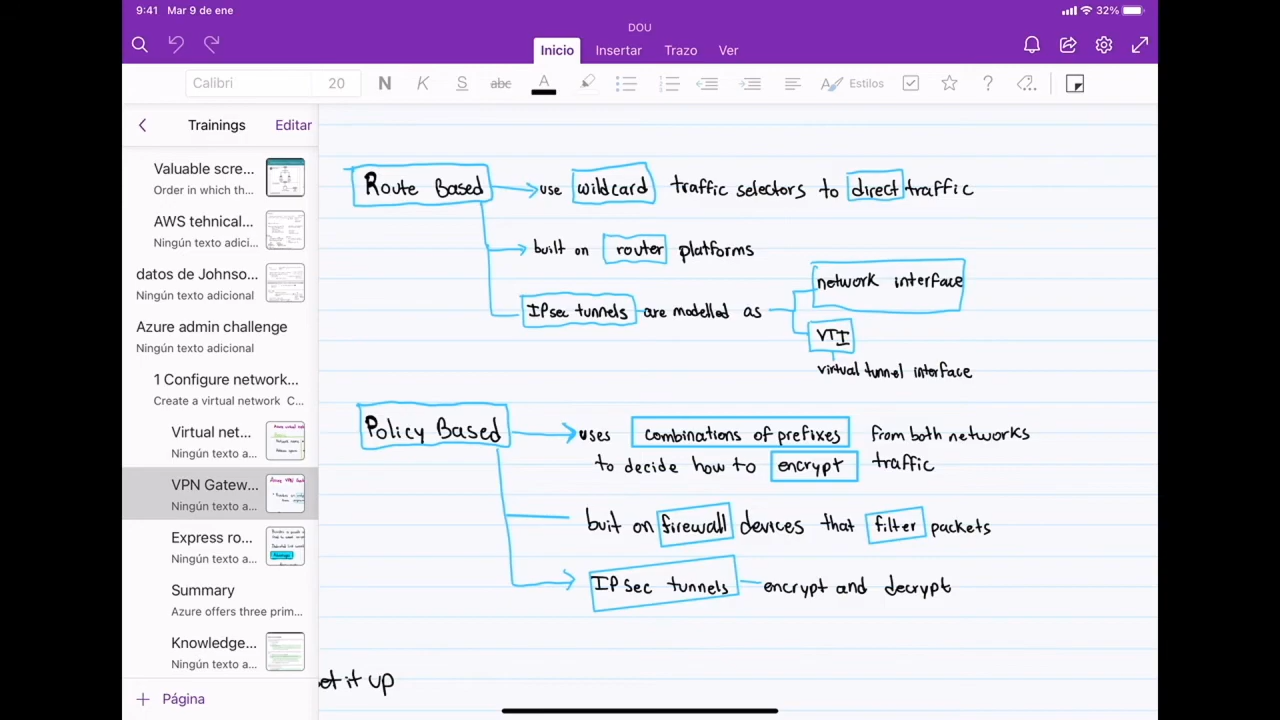 9:41 Mar 9 de ene
32%
DOU
Inicio Insertar Trazo Ver
Calibri 20 N K S abc A Estilos
Trainings Editar
Valuable scre...
Order in which th...
AWS tehnical...
Ningún texto adici...
datos de Johnso...
Ningún texto adicional
Azure admin challenge
Ningún texto adicional
1 Configure network...
Create a virtual network C...
Virtual net...
Ningún texto a...
VPN Gatew...
Ningún texto a...
Express ro...
Ningún texto a...
Summary
Azure offers three prim...
Knowledge...
Ningún texto a...
+ Página
Route Based use wildcard traffic selectors to direct traffic
built on router platforms
IPsec tunnels are modelled as
network interface
VTI
virtual tunnel interface
Policy Based uses combinations of prefixes from both networks
to decide how to encrypt traffic
buit on firewall devices that filter packets
IPsec tunnels encrypt and decrypt
et it up